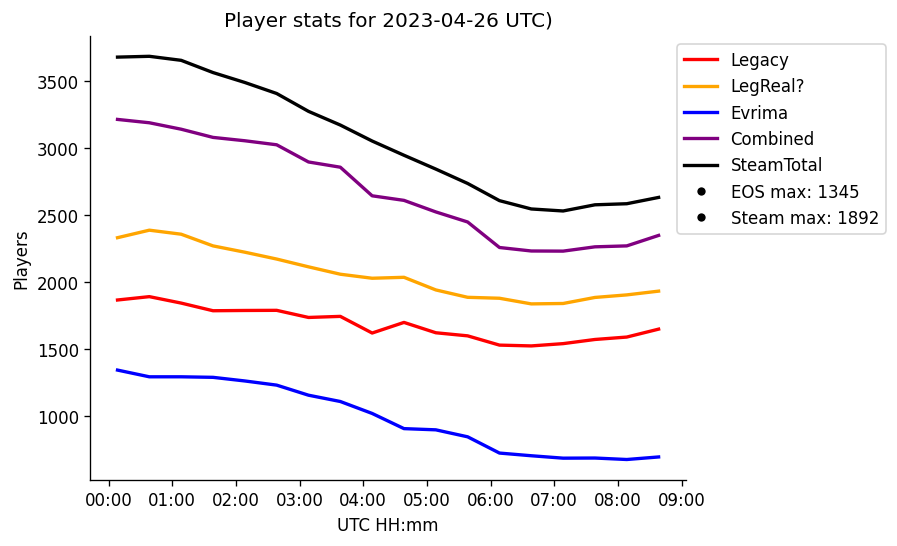 Player stats for 2023-04-26 UTC)
Players
3500
3000
2500
2000
1500
1000
00:00 01:00 02:00 03:00 04:00 05:00 06:00 07:00 08:00 09:00
UTC HH:mm
Legacy
LegReal?
Evrima
Combined
SteamTotal
EOS max: 1345
Steam max: 1892